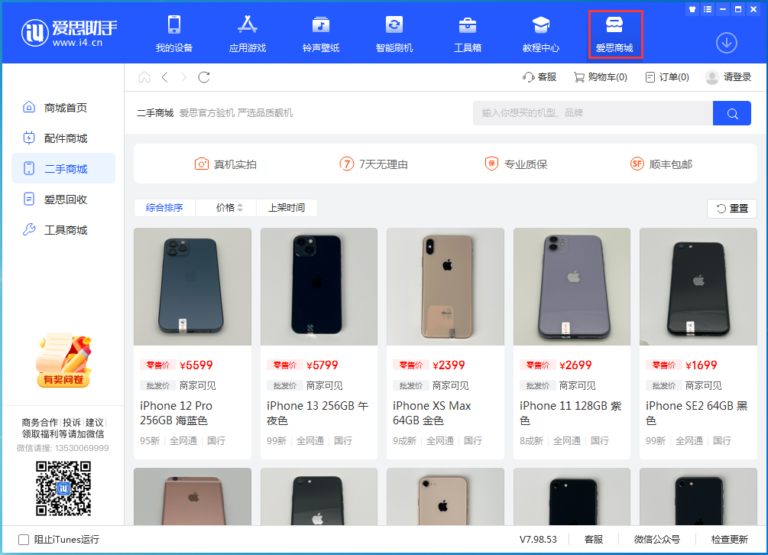 iU 爱思助手
www.i4.cn
我的设备
应用游戏
铃声壁纸
智能刷机
工具箱
教程中心
爱思商城
客服
购物车(0)
订单(0)
请登录
商城首页
配件商城
二手商城
爱思回收
工具商城
二手商城 爱思官方验机 严选品质靓机
输入你想买的机型、品牌
真机实拍
7 7天无理由
专业质保
SF 顺丰包邮
综合排序
价格
上架时间
重置
零售价 ¥5599
批发价 商家可见
iPhone 12 Pro
256GB 海蓝色
95新 全网通 国行
零售价 ¥5799
批发价 商家可见
iPhone 13 256GB 午
夜色
99新 全网通 国行
零售价 ¥2399
批发价 商家可见
iPhone XS Max
64GB 金色
9成新 全网通 国行
零售价 ¥2699
批发价 商家可见
iPhone 11 128GB 紫
色
8成新 全网通 国行
零售价 ¥1699
批发价 商家可见
iPhone SE2 64GB 黑
色
99新 全网通 国行
有奖问卷
商务合作 投诉 建议
领取福利等请加微信
微信请搜: 13530069999
阻止iTunes运行
V7.98.53
客服
微信公众号
检查更新